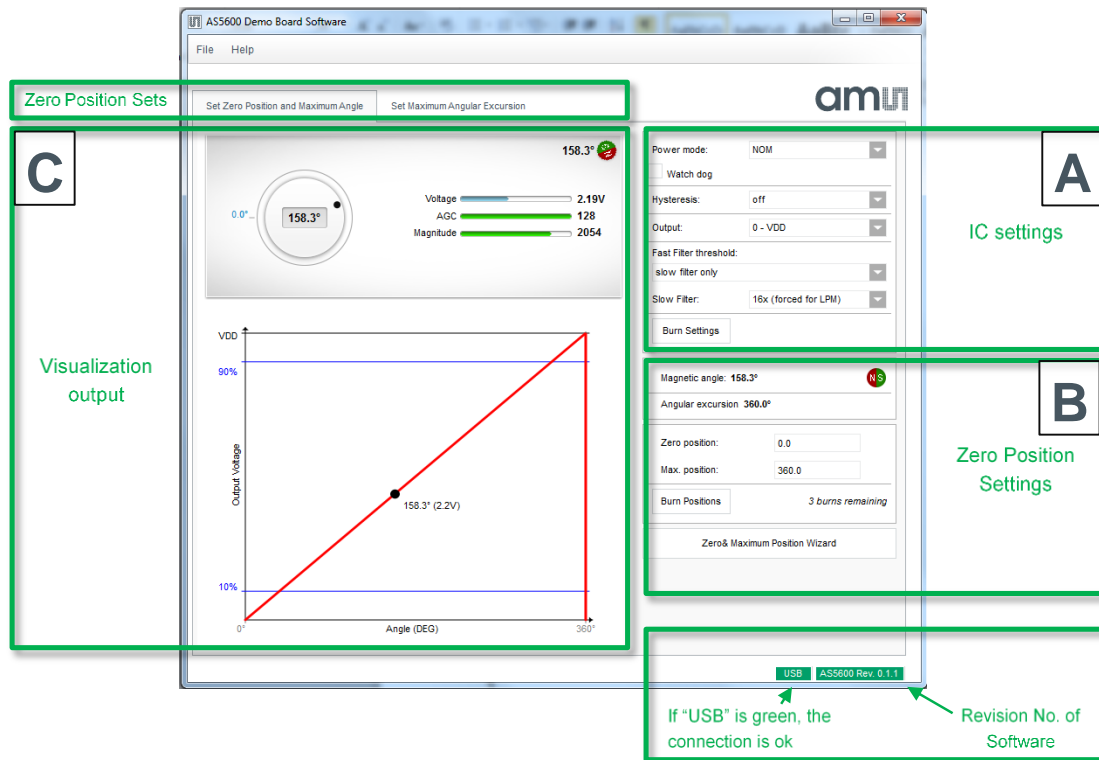 AS5600 Demo Board Software
File Help
Zero Position Sets
Set Zero Position and Maximum Angle
Set Maximum Angular Excursion
am
C
Visualization
output
158.3°
0.0°
158.3°
Voltage 2.19V
AGC 128
Magnitude 2054
VDD
90%
Output Voltage
158.3° (2.2V)
10%
0°
Angle (DEG)
360°
A
IC settings
Power mode: NOM
Watch dog
Hysteresis: off
Output: 0 - VDD
Fast Filter threshold:
slow filter only
Slow Filter: 16x (forced for LPM)
Burn Settings
B
Zero Position
Settings
Magnetic angle: 158.3°
N S
Angular excursion 360.0°
Zero position: 0.0
Max. position: 360.0
Burn Positions 3 burns remaining
Zero& Maximum Position Wizard
USB AS5600 Rev. 0.1.1
If “USB” is green, the
connection is ok
Revision No. of
Software